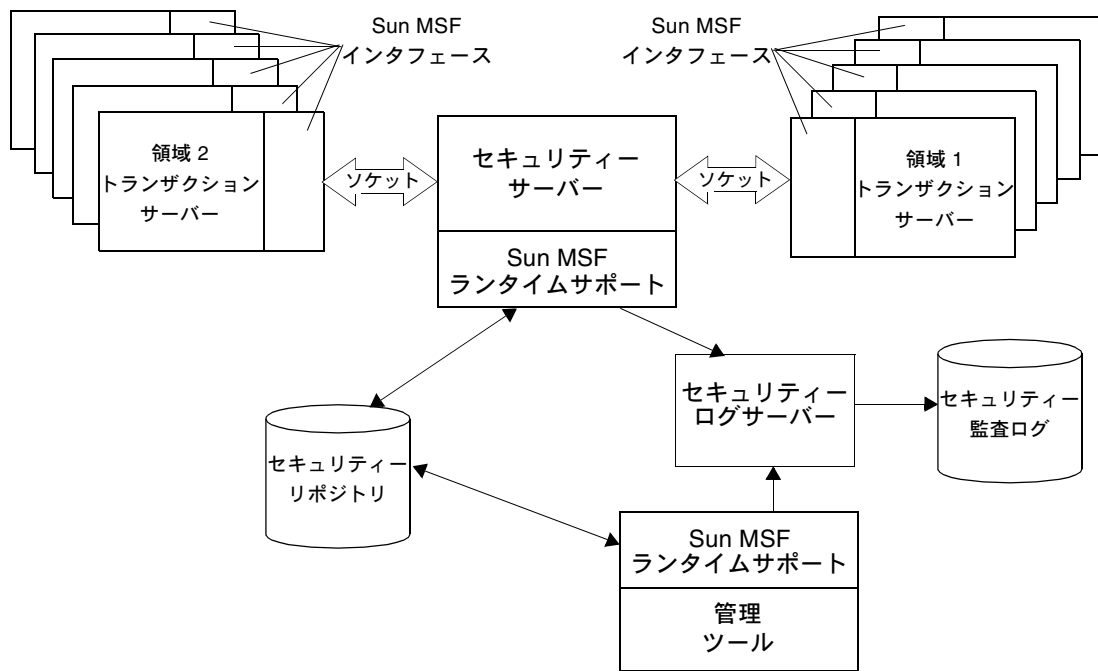 Sun MSF
インタフェース
Sun MSF
インタフェース
領域 2
トランザクション
サーバー
ソケット
セキュリティー
サーバー
ソケット
領域 1
トランザクション
サーバー
Sun MSF
ランタイムサポート
セキュリティー
ログサーバー
セキュリティー
監査ログ
セキュリティー
リポジトリ
Sun MSF
ランタイムサポート
管理
ツール